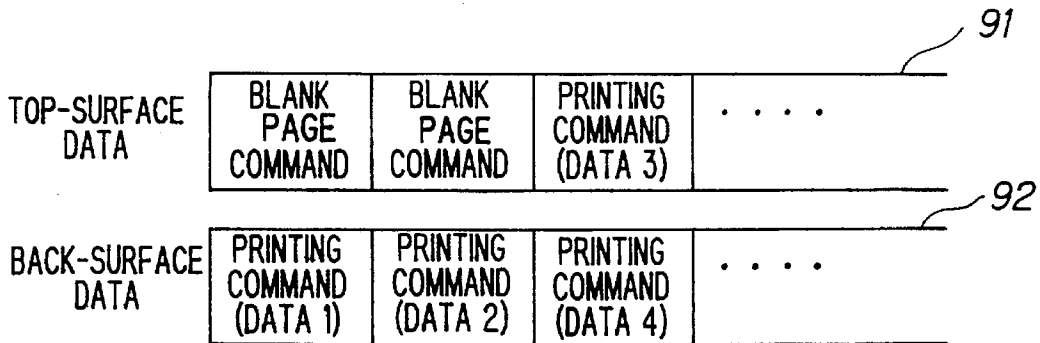 91
TOP-SURFACE
DATA
BLANK
PAGE
COMMAND
BLANK
PAGE
COMMAND
PRINTING
COMMAND
(DATA 3)
. . . .
92
BACK-SURFACE
DATA
PRINTING
COMMAND
(DATA 1)
PRINTING
COMMAND
(DATA 2)
PRINTING
COMMAND
(DATA 4)
. . . .